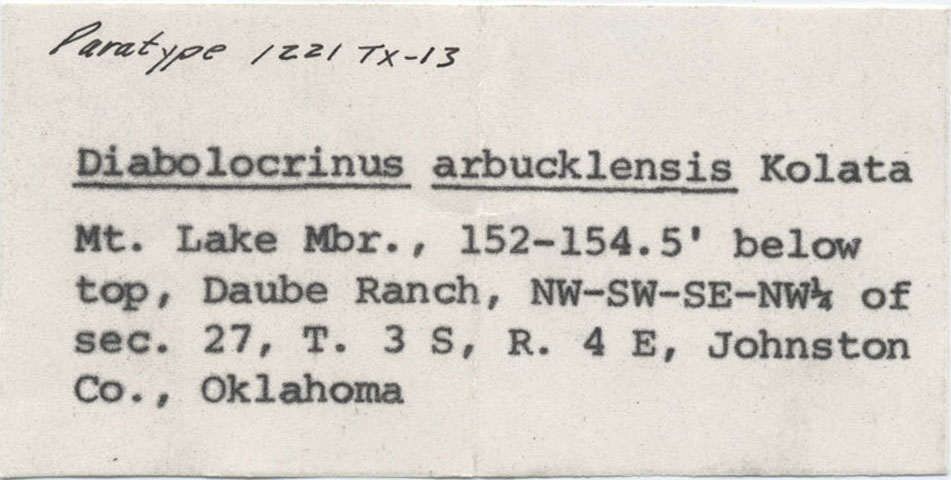 Paratype 1221 TX-13
Diabolocrinus arbucklensis Kolata
Mt. Lake Mbr., 152-154.5' below
top, Daube Ranch, NW-SW-SE-NW¼ of
sec. 27, T. 3 S, R. 4 E, Johnston
Co., Oklahoma